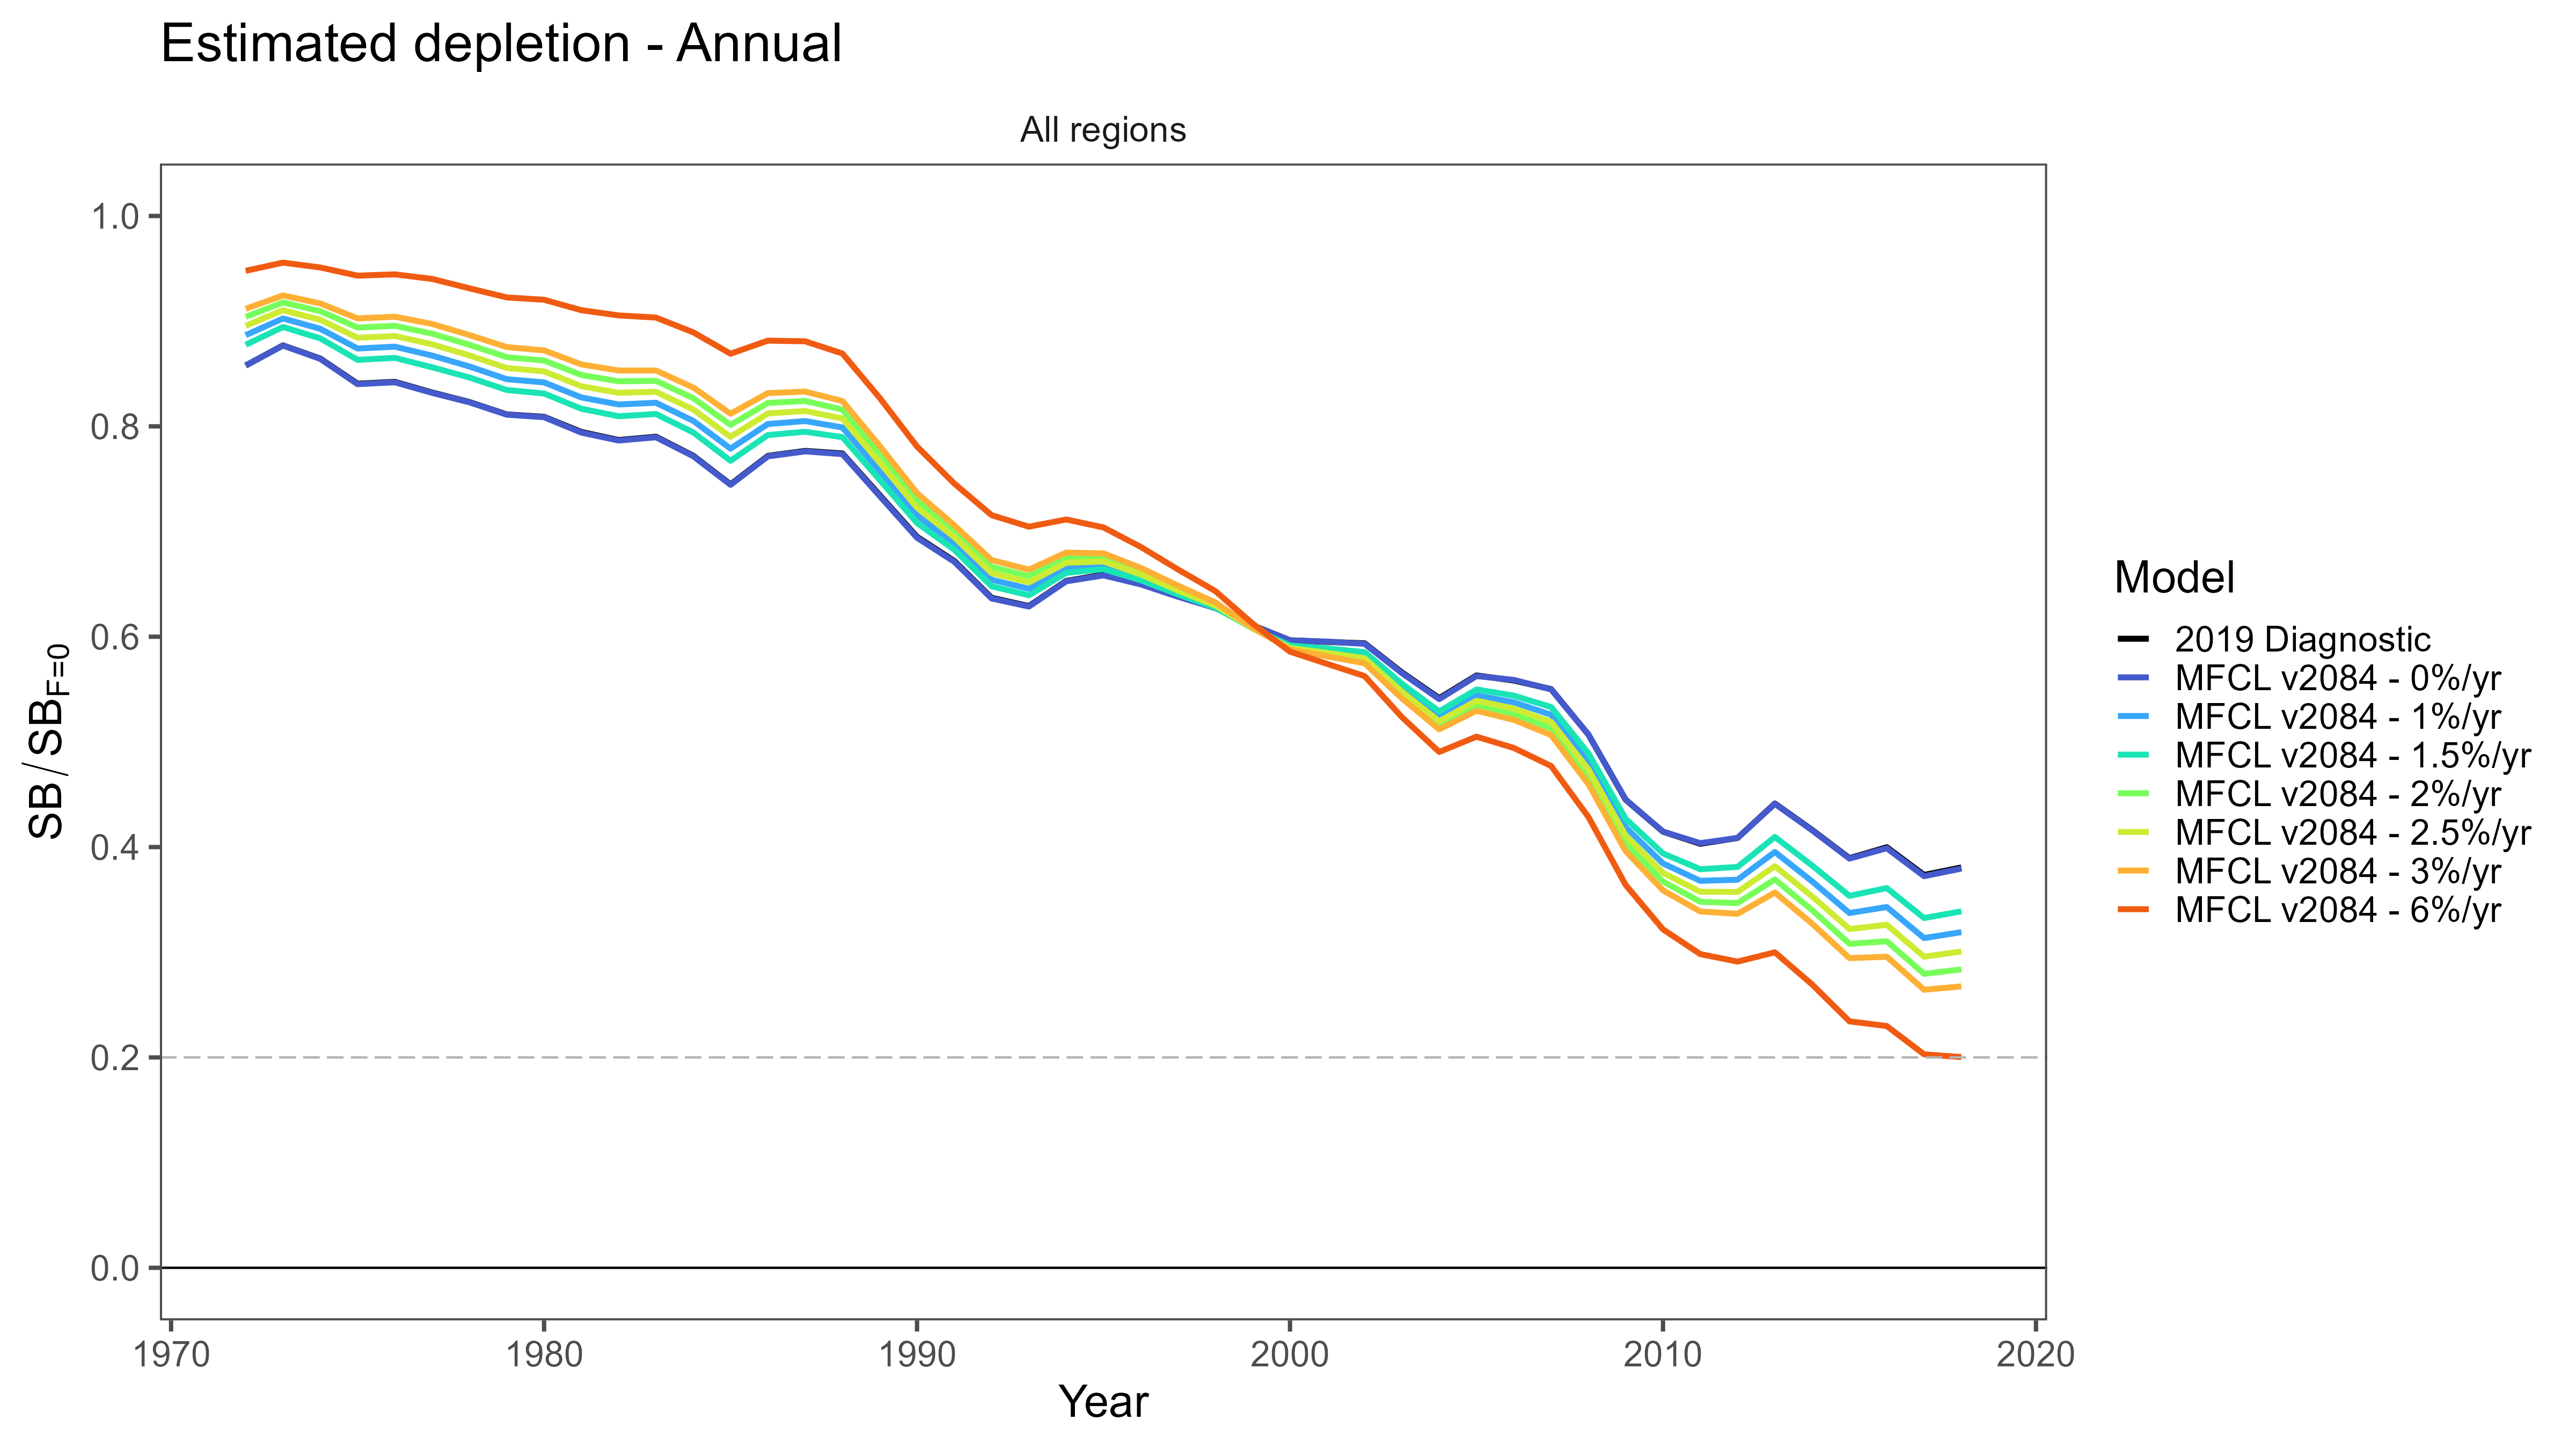 Estimated depletion - Annual
All regions
SB / SB F=0
1.0
0.8
0.6
0.4
0.2
0.0
1970 1980 1990 2000 2010 2020
Year
Model
2019 Diagnostic
MFCL v2084 - 0%/yr
MFCL v2084 - 1%/yr
MFCL v2084 - 1.5%/yr
MFCL v2084 - 2%/yr
MFCL v2084 - 2.5%/yr
MFCL v2084 - 3%/yr
MFCL v2084 - 6%/yr